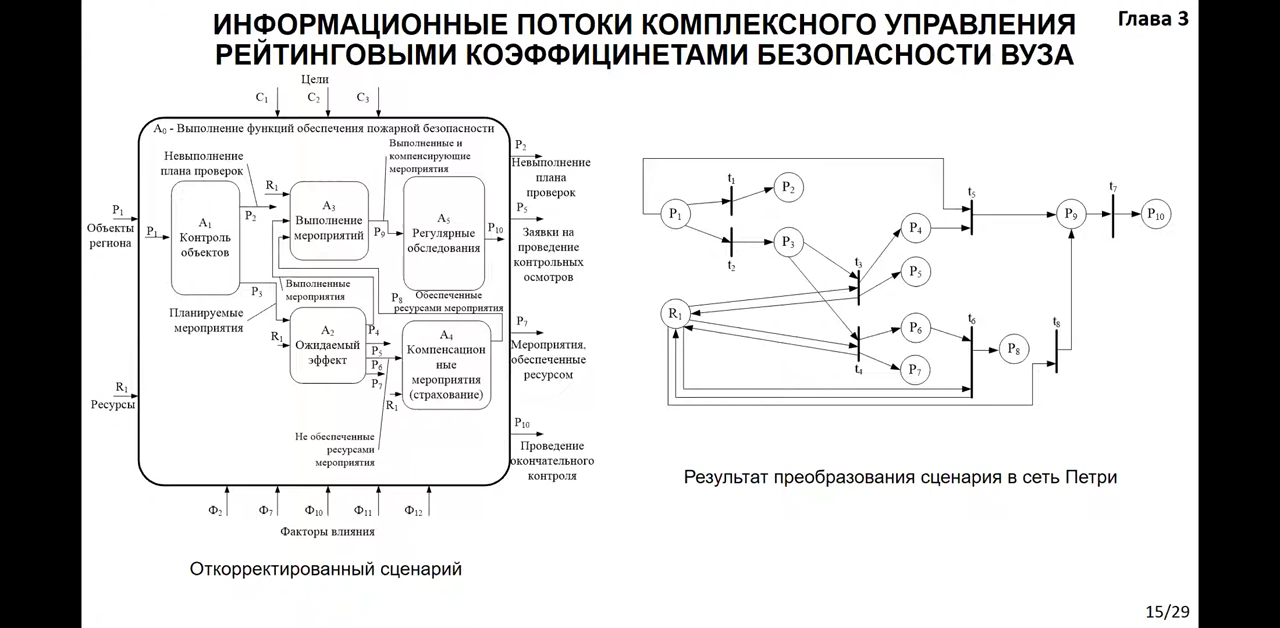 ИНФОРМАЦИОННЫЕ ПОТОКИ КОМПЛЕКСНОГО УПРАВЛЕНИЯ
РЕЙТИНГОВЫМИ КОЭФФИЦИНЕТАМИ БЕЗОПАСНОСТИ ВУЗА
Глава 3
Цели
C1
C2
C3
A0 - Выполнение функций обеспечения пожарной безопасности
P1
Объекты
региона
R1
Ресурсы
Невыполнение
плана проверок
P1
A1
Контроль
объектов
P2
P3
Планируемые
мероприятия
R1
A3
Выполнение
мероприятий
Выполненные и
компенсирующие
мероприятия
P9
A5
Регулярные
обследования
P10
Выполненные
мероприятия
P8
Обеспеченные
ресурсами мероприятия
R1
A2
Ожидаемый
эффект
P4
P5
P6
P7
R1
A4
Компенсацион
ные
мероприятия
(страхование)
Не обеспеченные
ресурсами
мероприятия
P2
Невыполнение
плана
проверок
P5
Заявки на
проведение
контрольных
осмотров
P7
Мероприятия,
обеспеченные
ресурсом
P10
Проведение
окончательного
контроля
Ф2
Ф7
Ф10
Ф11
Ф12
Факторы влияния
Откорректированный сценарий
P1
t1
P2
t2
P3
t3
P4
P5
t5
P9
t7
P10
R1
t4
P6
P7
t6
P8
t8
Результат преобразования сценария в сеть Петри
15/29